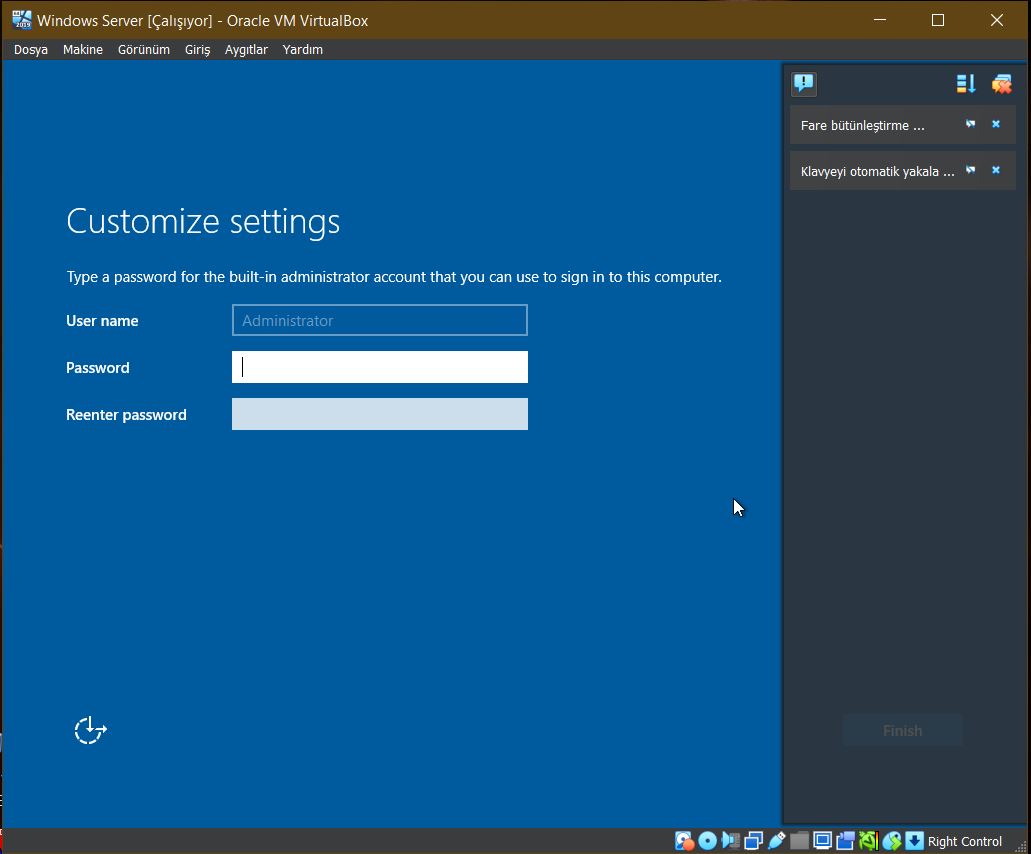 Windows Server [Çalışıyor] - Oracle VM VirtualBox
Dosya Makine Görünüm Giriş Aygıtlar Yardım
Fare bütünleştirme ...
Klavyeyi otomatik yakala ...
Customize settings
Type a password for the built-in administrator account that you can use to sign in to this computer.
User name Administrator
Password
Reenter password
Finish
Right Control